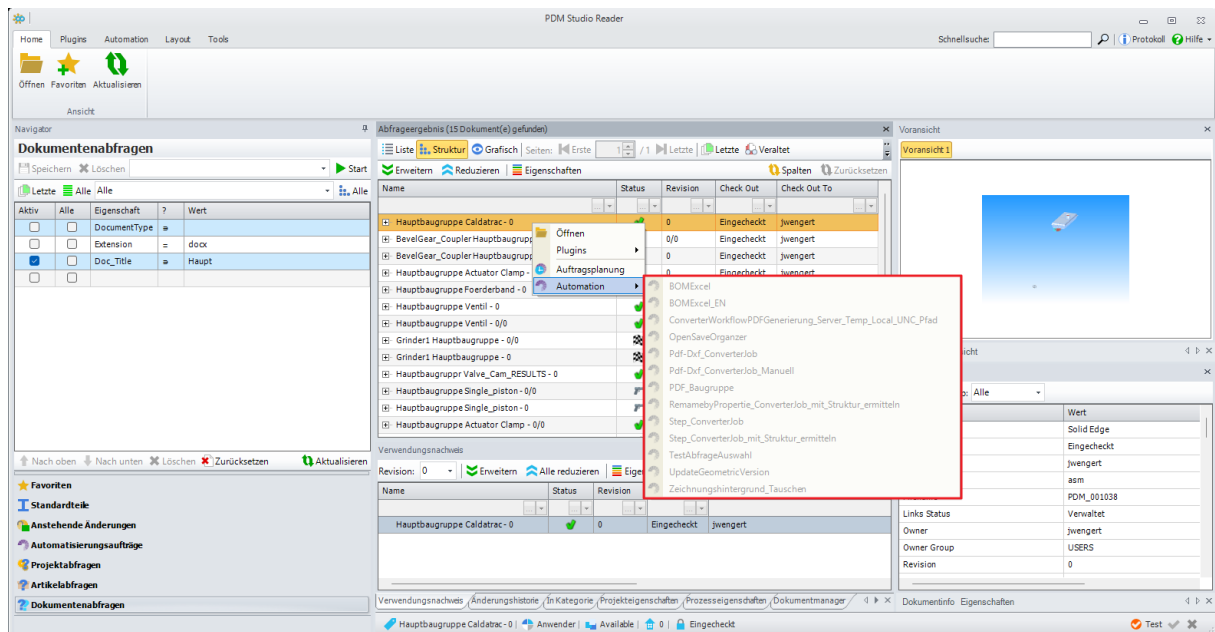 PDM Studio Reader
Home Plugins Automation Layout Tools
Schnellsuche: Protokoll Hilfe
Öffnen Favoriten Aktualisieren
Ansicht
Navigator
Dokumentenabfragen
Speichern Löschen Start
Letzte Alle Alle Alle
Aktiv Alle Eigenschaft ? Wert
DocumentType
Extension = docx
Doc_Title Haupt
Nach oben Nach unten Löschen Zurücksetzen Aktualisieren
Favoriten
Standardteile
Anstehende Änderungen
Automatisierungsaufträge
Projektabfragen
Artikelabfragen
Dokumentenabfragen
Abfrageergebnis (15 Dokument(e) gefunden)
Liste Struktur Grafisch Seiten: Erste 1 / 1 Letzte Letzte Veraltet
Erweitern Reduzieren Eigenschaften Spalten Zurücksetzen
Name Status Revision Check Out Check Out To
Hauptbaugruppe Caldatrac - 0 0 Eingecheckt jwengert
BevelGear_Coupler Hauptbaugrupp 0/0 Eingecheckt jwengert
BevelGear_Coupler Hauptbaugrupp 0 Eingecheckt jwengert
Hauptbaugruppe Actuator Clamp - 0 Eingecheckt jwengert
Hauptbaugruppe Foerderband - 0
Hauptbaugruppe Ventil - 0
Hauptbaugruppe Ventil - 0/0
Grinder1 Hauptbaugruppe - 0/0
Grinder1 Hauptbaugruppe - 0
Hauptbaugruppr Valve_Cam_RESULTS - 0
Hauptbaugruppe Single_piston - 0/0
Hauptbaugruppe Single_piston - 0
Hauptbaugruppe Actuator Clamp - 0/0
Öffnen
Plugins
Auftragsplanung
Automation
BOMExcel
BOMExcel_EN
ConverterWorkflowPDFGenerierung_Server_Temp_Local_UNC_Pfad
OpenSaveOrganzer
Pdf-Dxf_ConverterJob
Pdf-Dxf_ConverterJob_Manuell
PDF_Baugruppe
RemamebyPropertie_ConverterJob_mit_Struktur_ermitteln
Step_ConverterJob
Step_ConverterJob_mit_Struktur_ermitteln
TestAbfrageAuswahl
UpdateGeometricVersion
Zeichnungshintergrund_Tauschen
Verwendungsnachweis
Revision: 0 Erweitern Alle reduzieren Eige
Name Status Revision
Hauptbaugruppe Caldatrac - 0 0 Eingecheckt jwengert
Verwendungsnachweis Änderungshistorie In Kategorie Projekteigenschaften Prozesseigenschaften Dokumentmanager
Voransicht
Voransicht 1
icht
Alle
Wert
Solid Edge
Eingecheckt
jwengert
asm
PDM_001038
Links Status Verwaltet
Owner jwengert
Owner Group USERS
Revision 0
Dokumentinfo Eigenschaften
Hauptbaugruppe Caldatrac - 0 | Anwender | Available | 0 | Eingecheckt Test